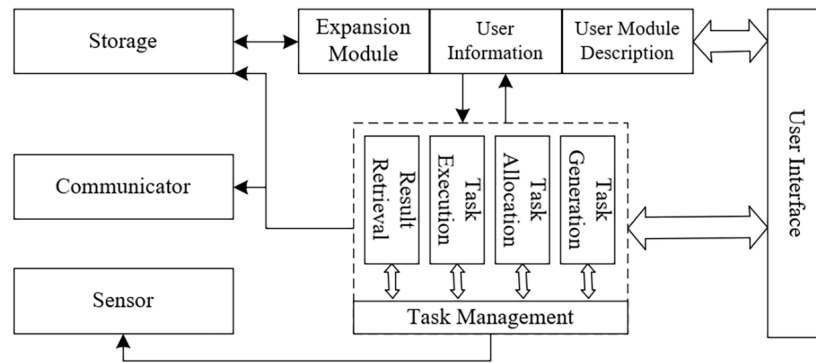 Storage
Expansion
Module
User
Information
User Module
Description
User Interface
Communicator
Result
Retrieval
Task
Execution
Task
Allocation
Task
Generation
Sensor
Task Management